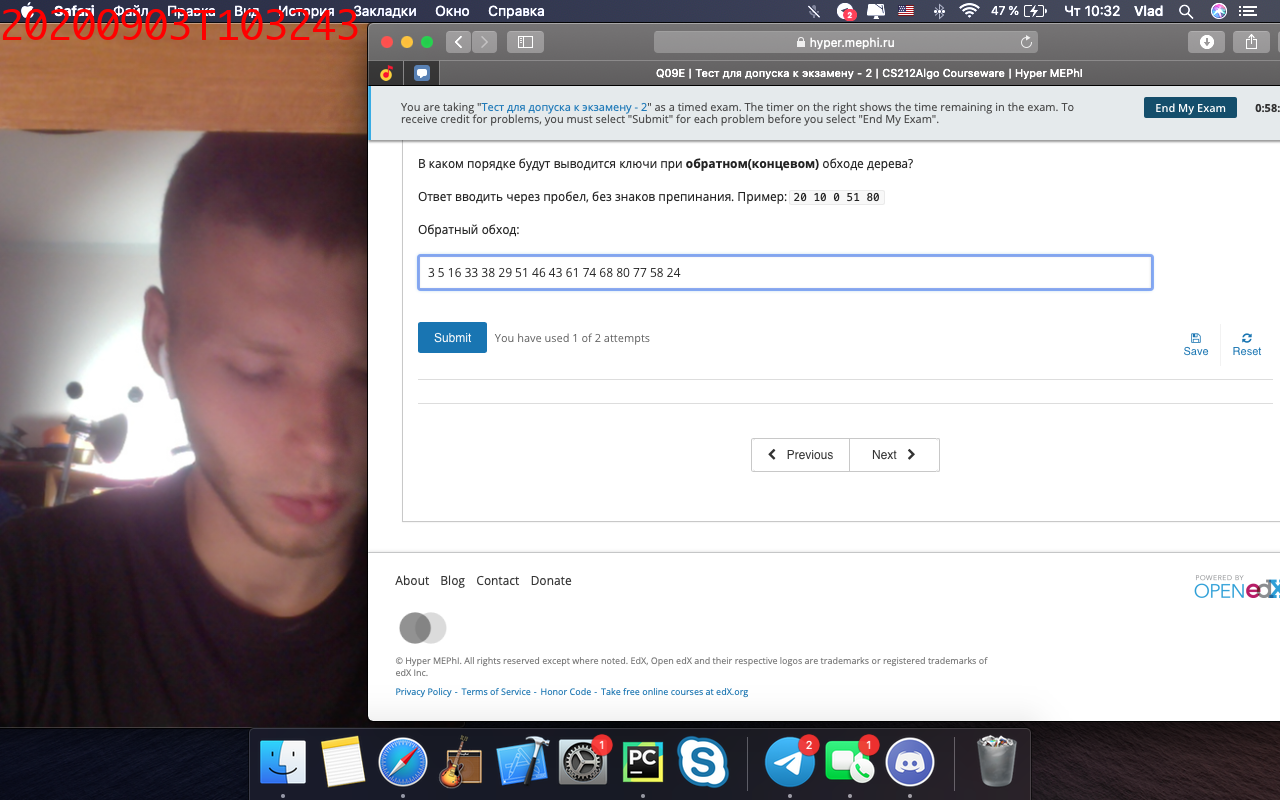 20200903T103243
Safari Файл Правка Вид История Закладки Окно Справка
2
47 %
Чт 10:32 Vlad
hyper.mephi.ru
Q09E | Тест для допуска к экзамену - 2 | CS212Algo Courseware | Hyper MEPhI
You are taking "Тест для допуска к экзамену - 2" as a timed exam. The timer on the right shows the time remaining in the exam. To
receive credit for problems, you must select "Submit" for each problem before you select "End My Exam".
End My Exam
0:58:
В каком порядке будут выводится ключи при обратном(концевом) обходе дерева?
Ответ вводить через пробел, без знаков препинания. Пример: 20 10 0 51 80
Обратный обход:
3 5 16 33 38 29 51 46 43 61 74 68 80 77 58 24
Submit
You have used 1 of 2 attempts
Save
Reset
Previous
Next
About Blog Contact Donate
POWERED BY
OPEN edX
© Hyper MEPhI. All rights reserved except where noted. EdX, Open edX and their respective logos are trademarks or registered trademarks of
edX Inc.
Privacy Policy - Terms of Service - Honor Code - Take free online courses at edX.org
1
PC
2
1